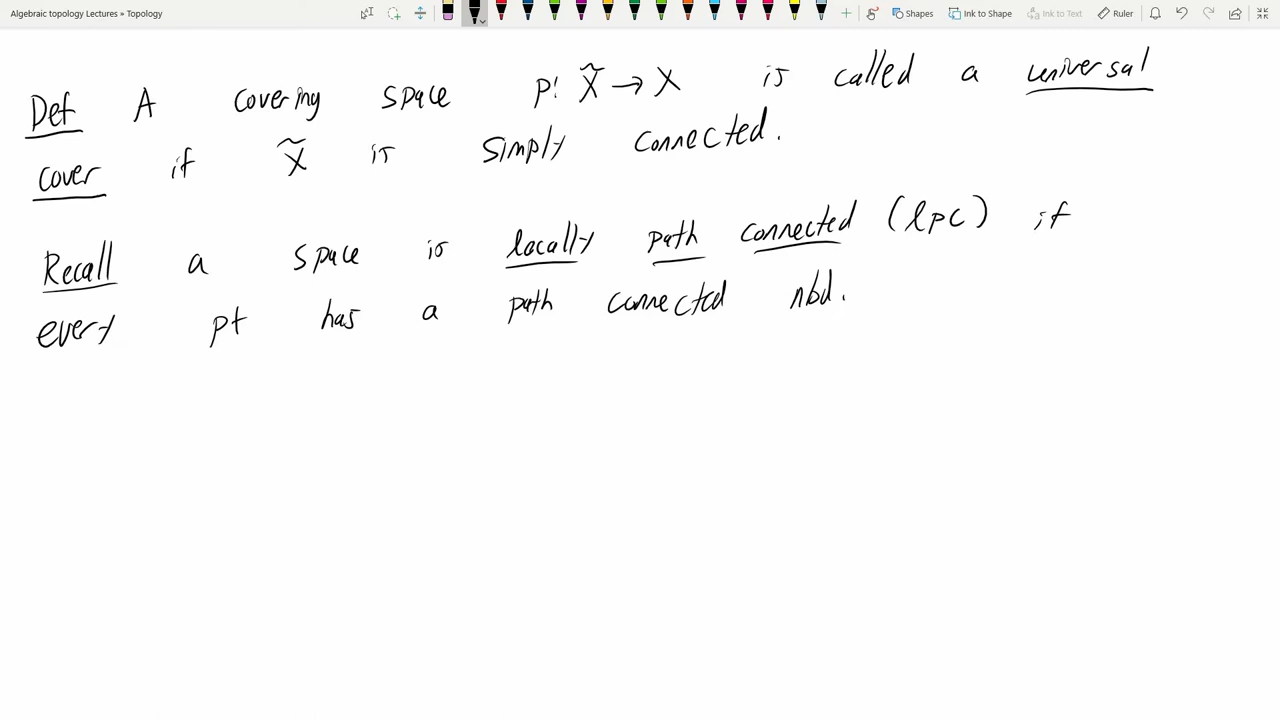 Algebraic topology Lectures » Topology
Shapes Ink to Shape Ink to Text Ruler
Def A covering space p: X̃ → X is called a universal
cover if X̃ is simply connected.
Recall a space is locally path connected (lpc) if
every pt has a path connected nbd.